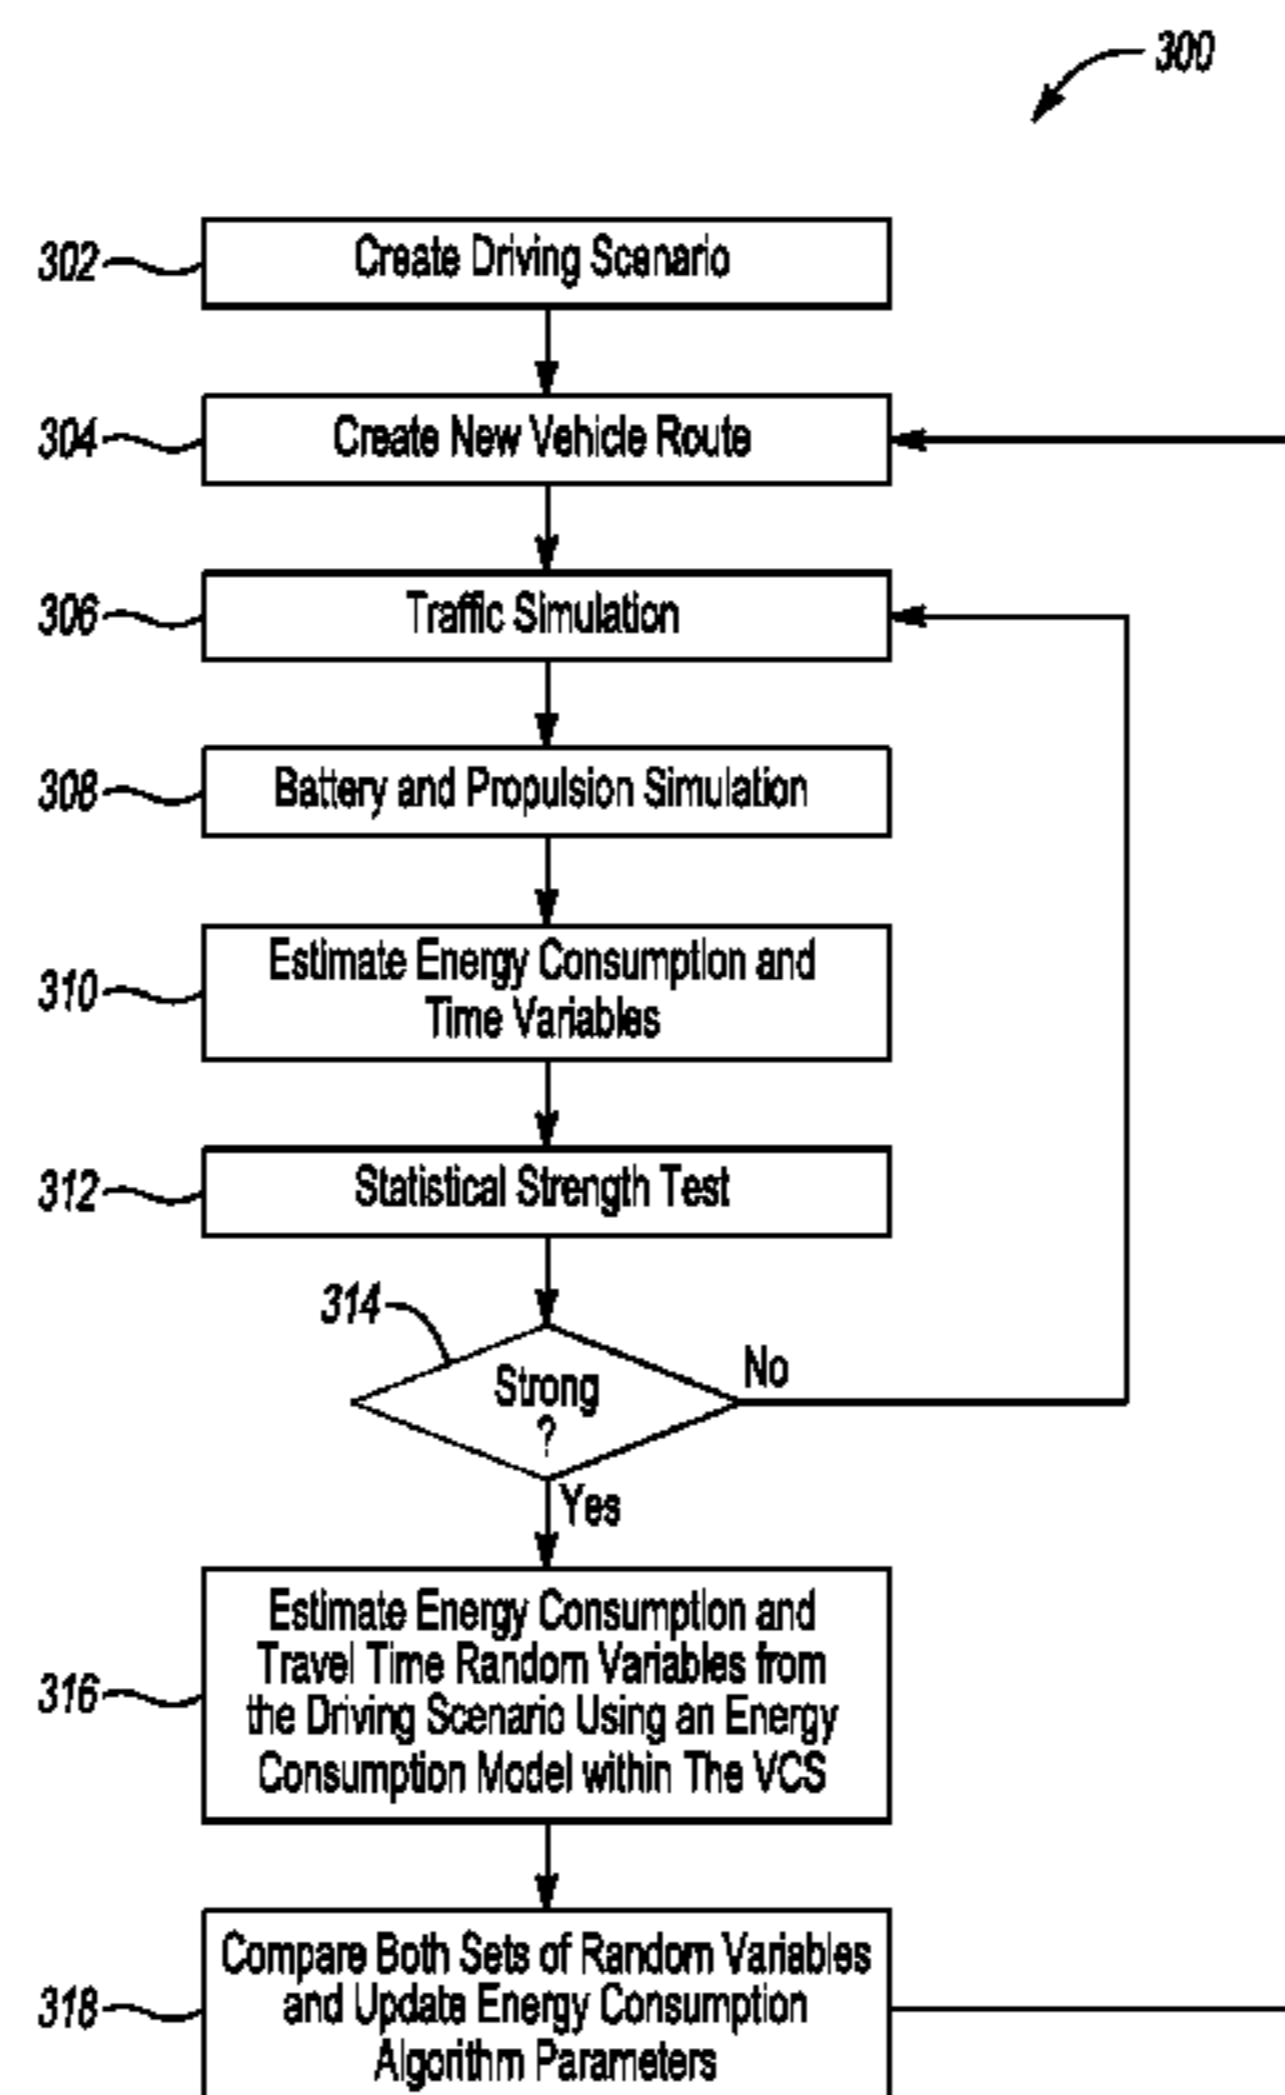 300
302
Create Driving Scenario
304
Create New Vehicle Route
306
Traffic Simulation
308
Battery and Propulsion Simulation
310
Estimate Energy Consumption and
Time Variables
312
Statistical Strength Test
314
Strong
?
No
Yes
316
Estimate Energy Consumption and
Travel Time Random Variables from
the Driving Scenario Using an Energy
Consumption Model within The VCS
318
Compare Both Sets of Random Variables
and Update Energy Consumption
Algorithm Parameters